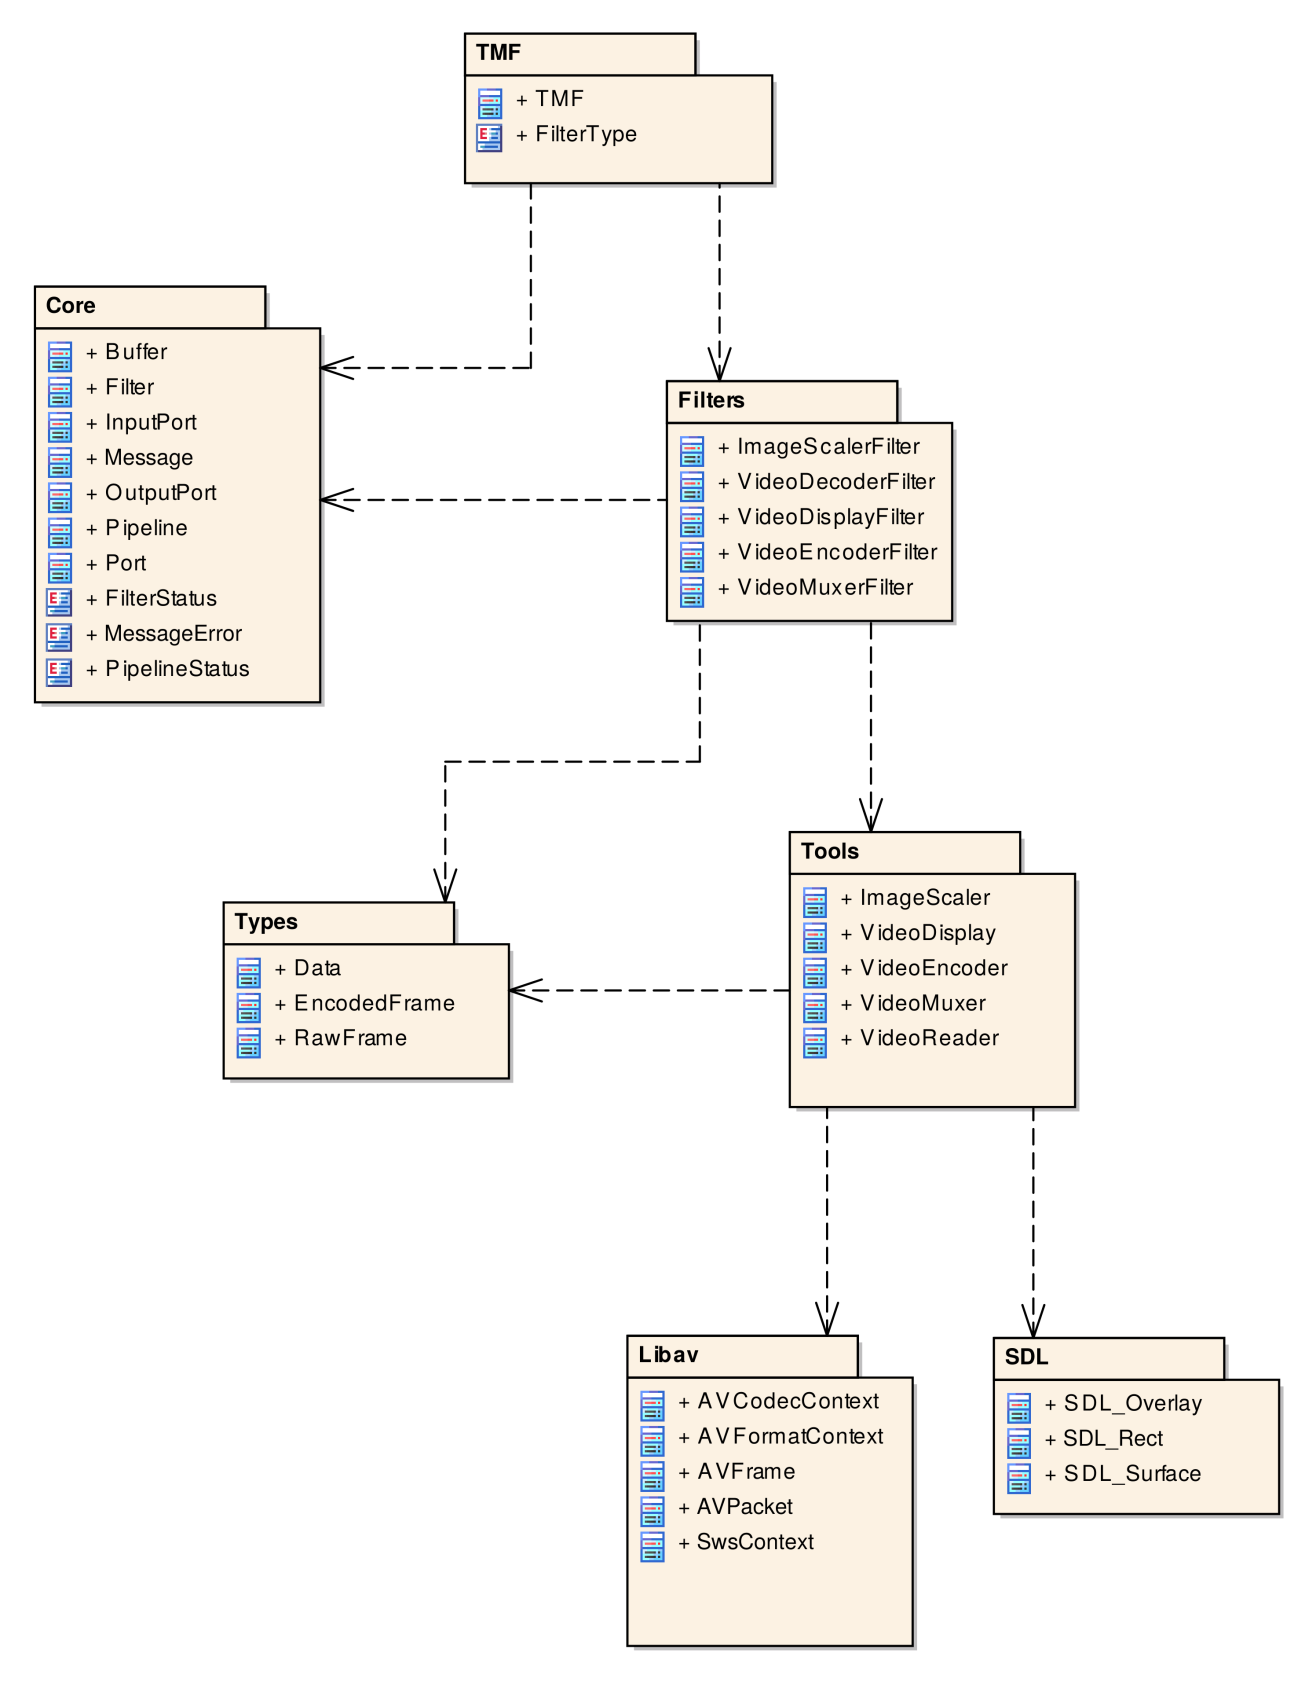 TMF
+ TMF
+ FilterType
Core
+ Buffer
+ Filter
+ InputPort
+ Message
+ OutputPort
+ Pipeline
+ Port
+ FilterStatus
+ MessageError
+ PipelineStatus
Filters
+ ImageScalerFilter
+ VideoDecoderFilter
+ VideoDisplayFilter
+ VideoEncoderFilter
+ VideoMuxerFilter
Tools
+ ImageScaler
+ VideoDisplay
+ VideoEncoder
+ VideoMuxer
+ VideoReader
Types
+ Data
+ EncodedFrame
+ RawFrame
Libav
+ AVCodecContext
+ AVFormatContext
+ AVFrame
+ AVPacket
+ SwsContext
SDL
+ SDL_Overlay
+ SDL_Rect
+ SDL_Surface